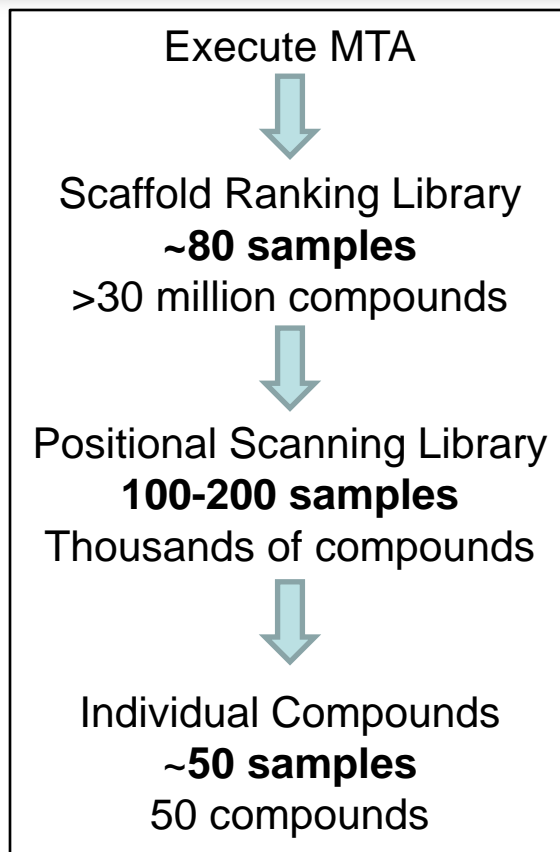 Execute MTA
Scaffold Ranking Library
~80 samples
>30 million compounds
Positional Scanning Library
100-200 samples
Thousands of compounds
Individual Compounds
~50 samples
50 compounds